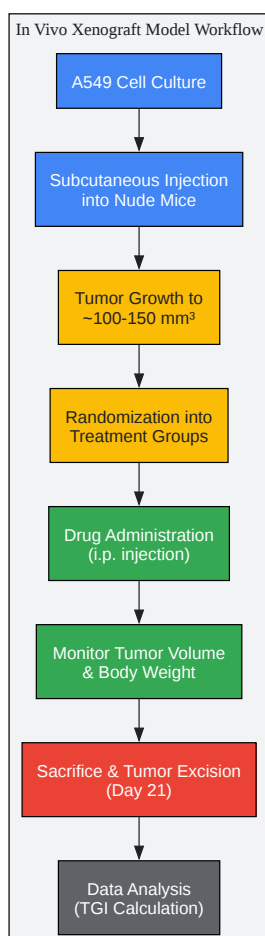 In Vivo Xenograft Model Workflow
A549 Cell Culture
Subcutaneous Injection
into Nude Mice
Tumor Growth to
~100-150 mm³
Randomization into
Treatment Groups
Drug Administration
(i.p. injection)
Monitor Tumor Volume
& Body Weight
Sacrifice & Tumor Excision
(Day 21)
Data Analysis
(TGI Calculation)